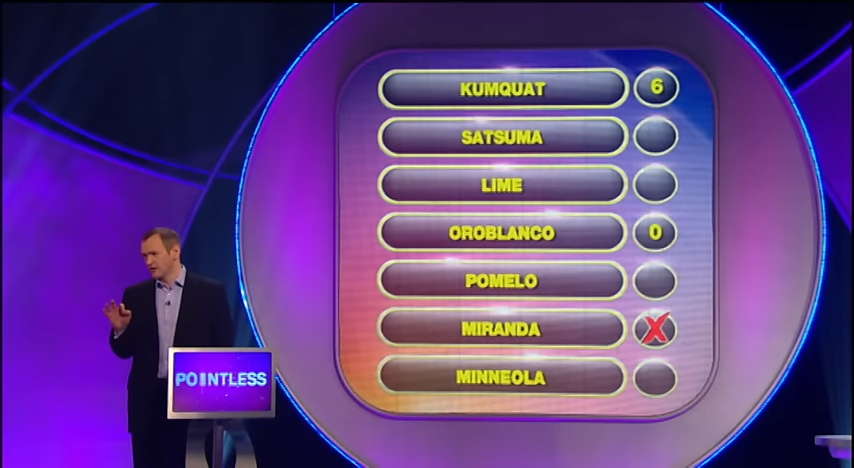 KUMQUAT 6
SATSUMA
LIME
OROBLANCO 0
POMELO
MIRANDA X
MINNEOLA
POINTLESS